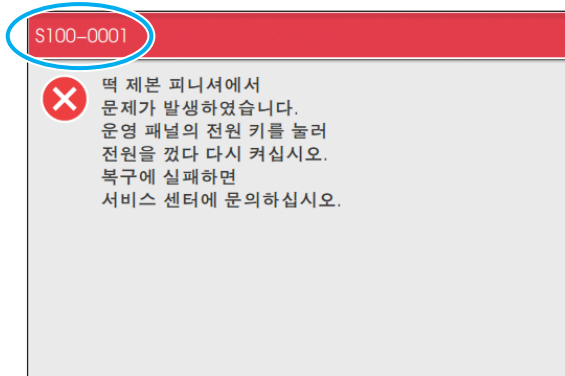 S100-0001
떡 제본 피니셔에서
문제가 발생하였습니다.
운영 패널의 전원 키를 눌러
전원을 껐다 다시 켜십시오.
복구에 실패하면
서비스 센터에 문의하십시오.